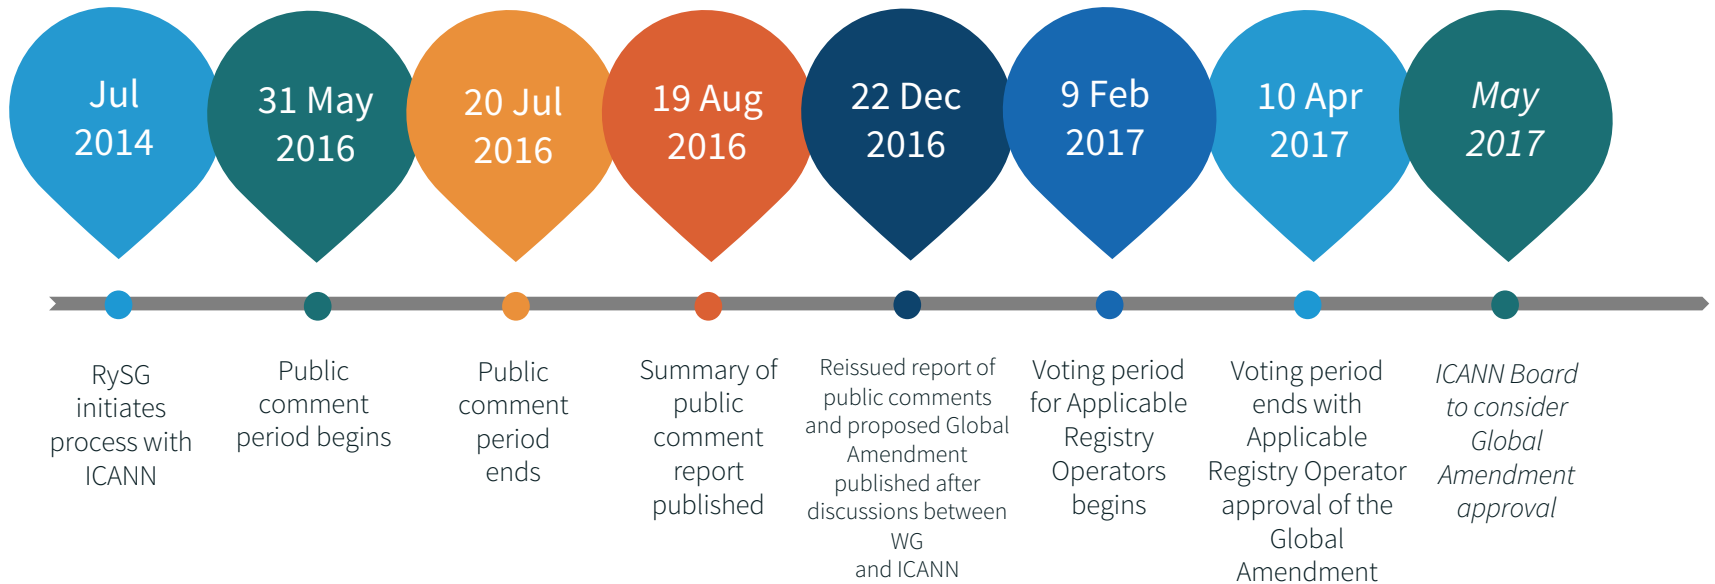 Jul
2014
31 May
2016
20 Jul
2016
19 Aug
2016
22 Dec
2016
9 Feb
2017
10 Apr
2017
May
2017
RySG
initiates
process with
ICANN
Public
comment
period begins
Public
comment
period
ends
Summary of
public
comment
report
published
Reissued report of
public comments
and proposed Global
Amendment
published after
discussions between
WG
and ICANN
Voting period
for Applicable
Registry
Operators
begins
Voting period
ends with
Applicable
Registry Operator
approval of the
Global
Amendment
ICANN Board
to consider
Global
Amendment
approval